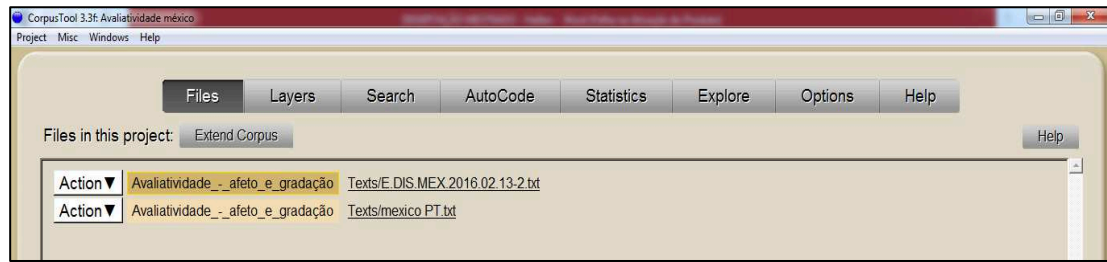 CorpusTool 3.3f: Avaliatividade méxico
Project Misc Windows Help
Files Layers Search AutoCode Statistics Explore Options Help
Files in this project: Extend Corpus Help
Action▼ Avaliatividade_-_afeto_e_gradação Texts/E.DIS.MEX.2016.02.13-2.txt
Action▼ Avaliatividade_-_afeto_e_gradação Texts/mexico PT.txt